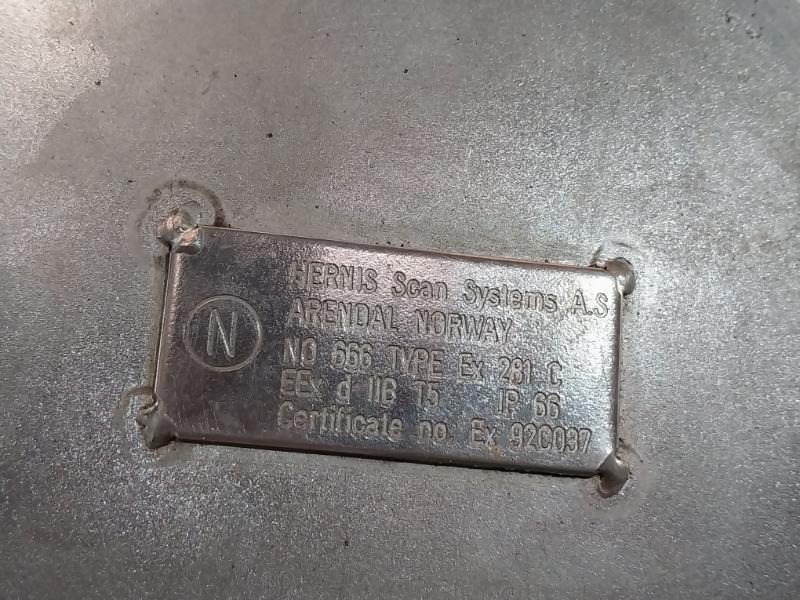 N
HERNIS Scan Systems A.S
ARENDAL NORWAY
NO 666 TYPE Ex 281 C
EEx d IIB T5 IP 66
Certificate no. Ex 92C037